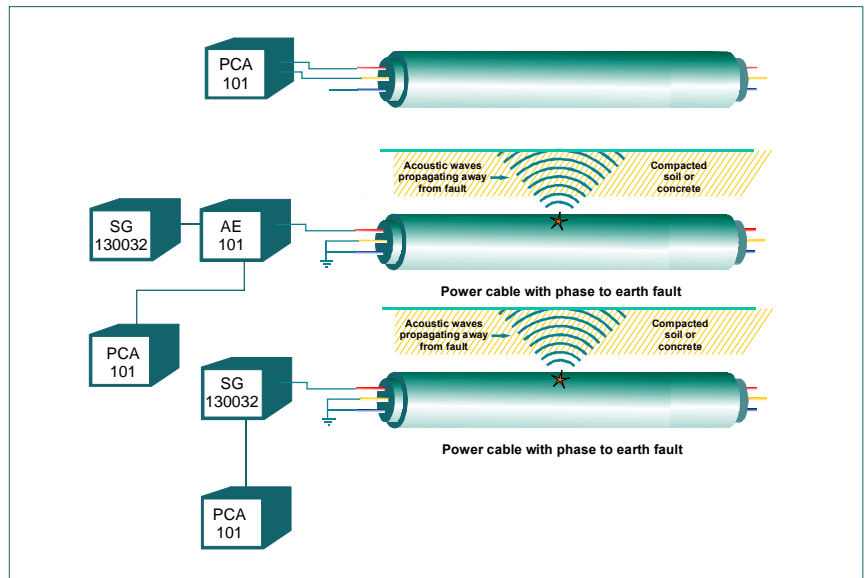 PCA
101
Acoustic waves
propagating away
from fault
Compacted
soil or
concrete
SG
130032
AE
101
Power cable with phase to earth fault
PCA
101
Acoustic waves
propagating away
from fault
Compacted
soil or
concrete
SG
130032
Power cable with phase to earth fault
PCA
101